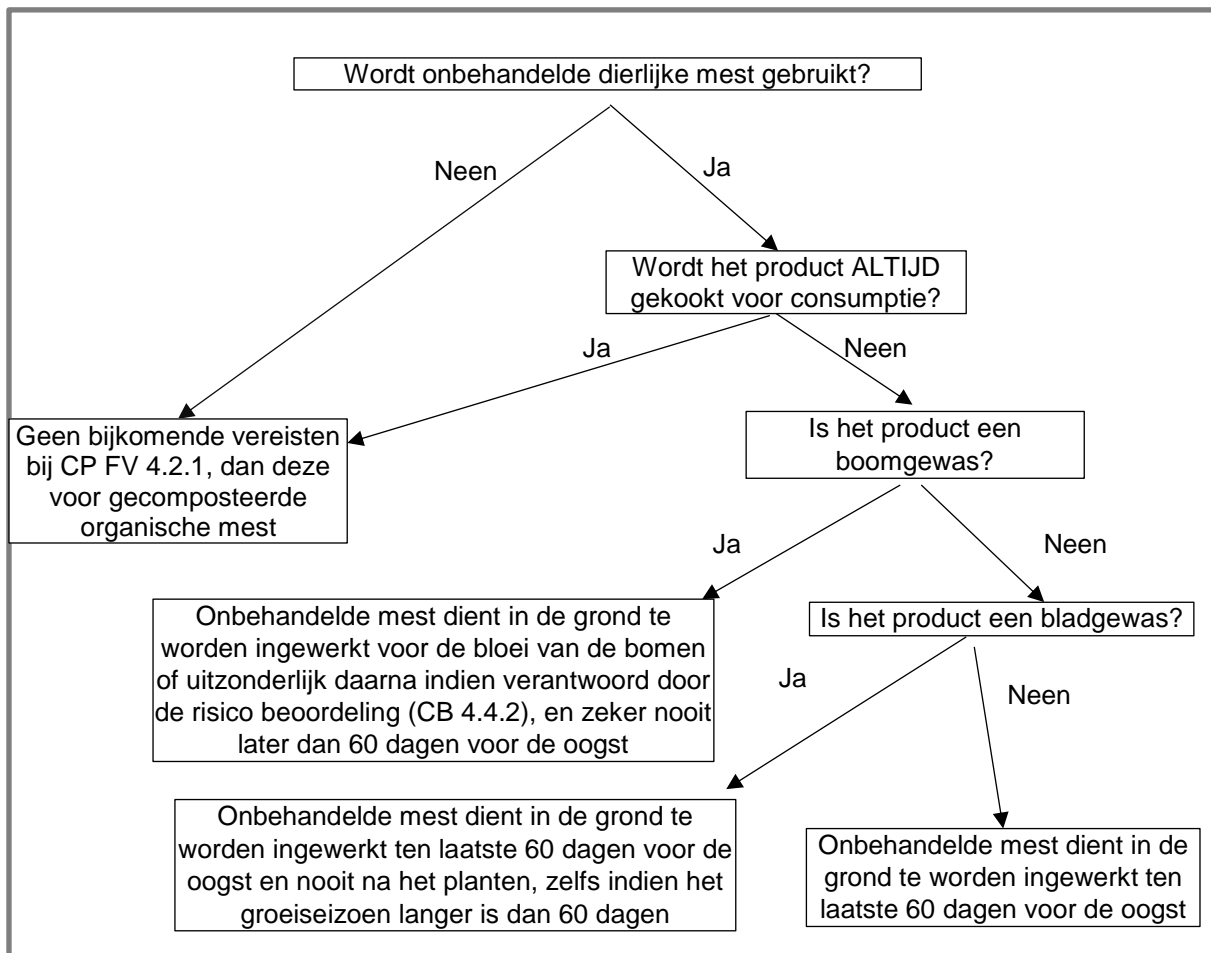 Wordt onbehandelde dierlijke mest gebruikt?
Neen
Ja
Wordt het product ALTIJD
gekookt voor consumptie?
Ja
Neen
Geen bijkomende vereisten
bij CP FV 4.2.1, dan deze
voor gecomposteerde
organische mest
Is het product een
boomgewas?
Ja
Neen
Onbehandelde mest dient in de grond te
worden ingewerkt voor de bloei van de bomen
of uitzonderlijk daarna indien verantwoord door
de risico beoordeling (CB 4.4.2), en zeker nooit
later dan 60 dagen voor de oogst
Is het product een bladgewas?
Ja
Neen
Onbehandelde mest dient in de grond te
worden ingewerkt ten laatste 60 dagen voor de
oogst en nooit na het planten, zelfs indien het
groeiseizoen langer is dan 60 dagen
Onbehandelde mest dient in de
grond te worden ingewerkt ten
laatste 60 dagen voor de oogst